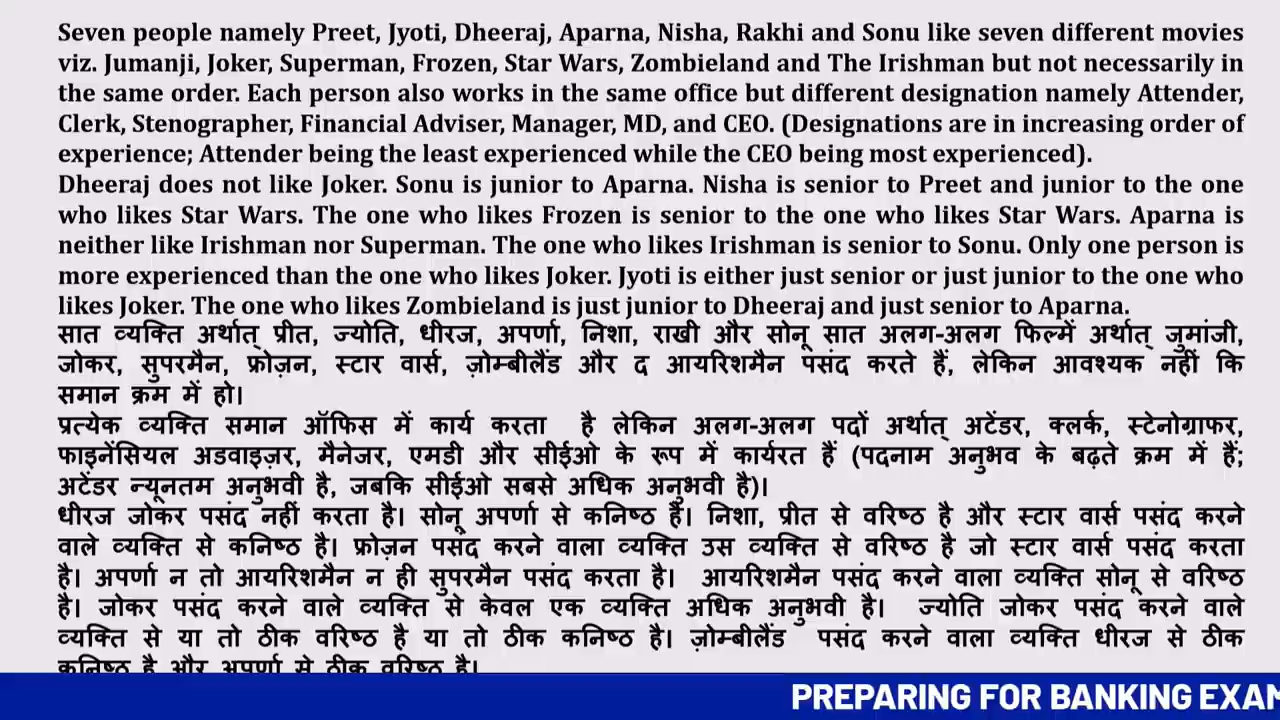 Seven people namely Preet, Jyoti, Dheeraj, Aparna, Nisha, Rakhi and Sonu like seven different movies
viz. Jumanji, Joker, Superman, Frozen, Star Wars, Zombieland and The Irishman but not necessarily in
the same order. Each person also works in the same office but different designation namely Attender,
Clerk, Stenographer, Financial Adviser, Manager, MD, and CEO. (Designations are in increasing order of
experience; Attender being the least experienced while the CEO being most experienced).
Dheeraj does not like Joker. Sonu is junior to Aparna. Nisha is senior to Preet and junior to the one
who likes Star Wars. The one who likes Frozen is senior to the one who likes Star Wars. Aparna is
neither like Irishman nor Superman. The one who likes Irishman is senior to Sonu. Only one person is
more experienced than the one who likes Joker. Jyoti is either just senior or just junior to the one who
likes Joker. The one who likes Zombieland is just junior to Dheeraj and just senior to Aparna.
सात व्यक्ति अर्थात् प्रीत, ज्योति, धीरज, अपर्णा, निशा, राखी और सोनू सात अलग-अलग फिल्में अर्थात् जुमांजी,
जोकर, सुपरमैन, फ्रोज़न, स्टार वार्स, ज़ोम्बीलैंड और द आयरिशमैन पसंद करते हैं, लेकिन आवश्यक नहीं कि
समान क्रम में हो।
प्रत्येक व्यक्ति समान ऑफिस में कार्य करता है लेकिन अलग-अलग पदों अर्थात् अटेंडर, क्लर्क, स्टेनोग्राफर,
फाइनेंसियल अडवाइज़र, मैनेजर, एमडी और सीईओ के रूप में कार्यरत हैं (पदनाम अनुभव के बढ़ते क्रम में हैं;
अटेंडर न्यूनतम अनुभवी है, जबकि सीईओ सबसे अधिक अनुभवी है)।
धीरज जोकर पसंद नहीं करता है। सोनू अपर्णा से कनिष्ठ है। निशा, प्रीत से वरिष्ठ है और स्टार वार्स पसंद करने
वाले व्यक्ति से कनिष्ठ है। फ्रोज़न पसंद करने वाला व्यक्ति उस व्यक्ति से वरिष्ठ है जो स्टार वार्स पसंद करता
है। अपर्णा न तो आयरिशमैन न ही सुपरमैन पसंद करता है। आयरिशमैन पसंद करने वाला व्यक्ति सोनू से वरिष्ठ
है। जोकर पसंद करने वाले व्यक्ति से केवल एक व्यक्ति अधिक अनुभवी है। ज्योति जोकर पसंद करने वाले
व्यक्ति से या तो ठीक वरिष्ठ है या तो ठीक कनिष्ठ है। ज़ोम्बीलैंड पसंद करने वाला व्यक्ति धीरज से ठीक
कनिष्ठ है और अपर्णा से ठीक वरिष्ठ है।
PREPARING FOR BANKING EXAM